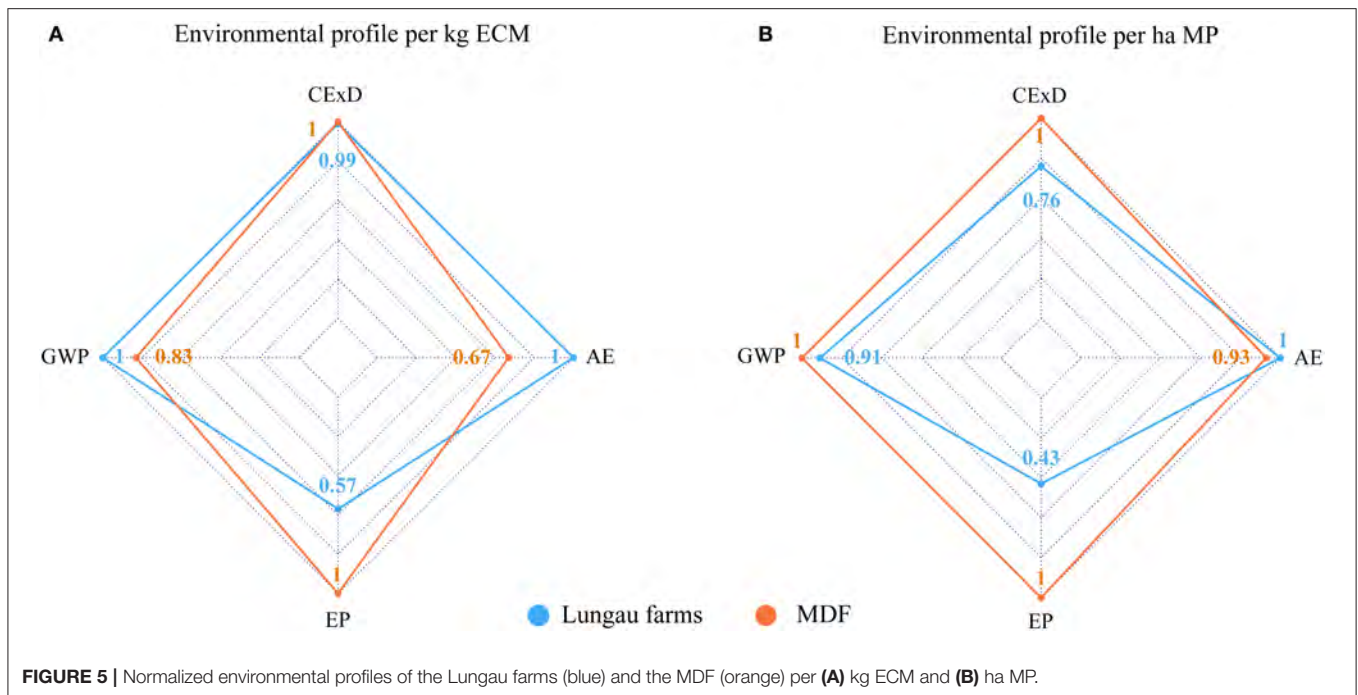 A Environmental profile per kg ECM
CExD
1
0.99
GWP 1 0.83 0.67 1 AE
0.57
1
EP
B Environmental profile per ha MP
CExD
1
0.76
1
GWP 0.91 0.93 AE
1
0.43
1
EP
Lungau farms MDF
FIGURE 5 | Normalized environmental profiles of the Lungau farms (blue) and the MDF (orange) per (A) kg ECM and (B) ha MP.